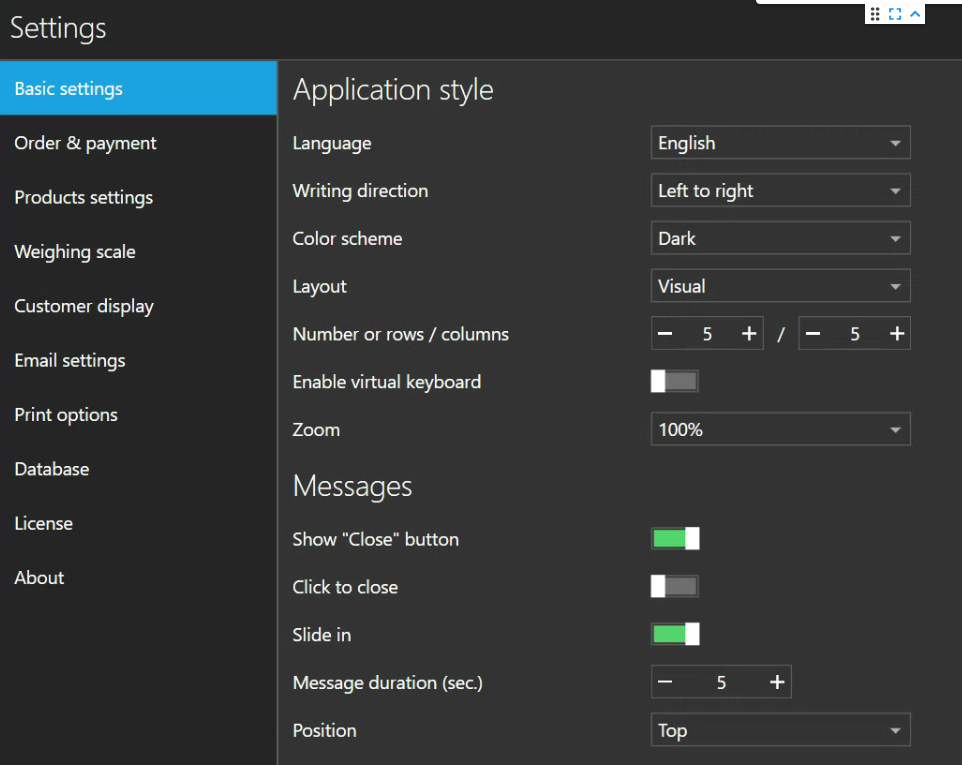 Settings
Basic settings
Order & payment
Products settings
Weighing scale
Customer display
Email settings
Print options
Database
License
About
Application style
Language English
Writing direction Left to right
Color scheme Dark
Layout Visual
Number or rows / columns − 5 + / − 5 +
Enable virtual keyboard
Zoom 100%
Messages
Show "Close" button
Click to close
Slide in
Message duration (sec.) − 5 +
Position Top